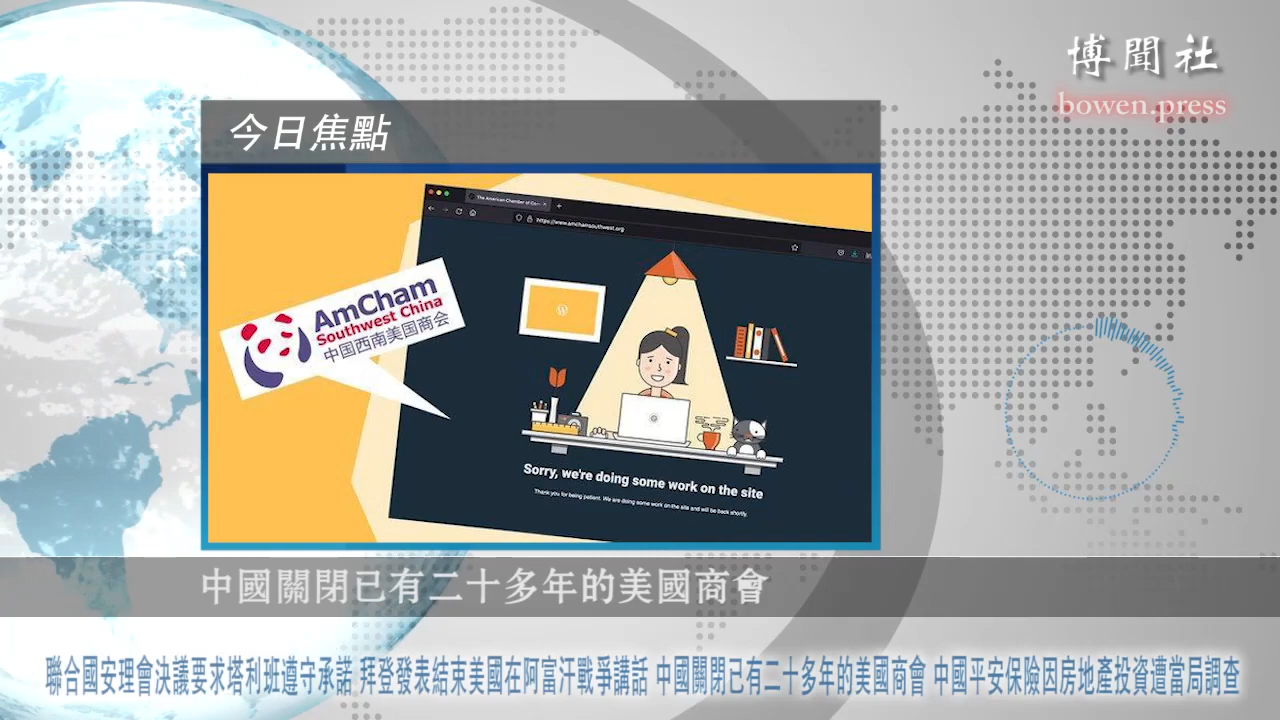 博聞社
bowen.press
今日焦點
The American Chamber of Com
https://www.amchamsouthwest.org
AmCham
Southwest China
中国西南美国商会
Sorry, we're doing some work on the site
Thank you for being patient. We are doing some work on the site and will be back shortly.
中國關閉已有二十多年的美國商會
聯合國安理會決議要求塔利班遵守承諾 拜登發表結束美國在阿富汗戰爭講話 中國關閉已有二十多年的美國商會 中國平安保險因房地產投資遭當局調查